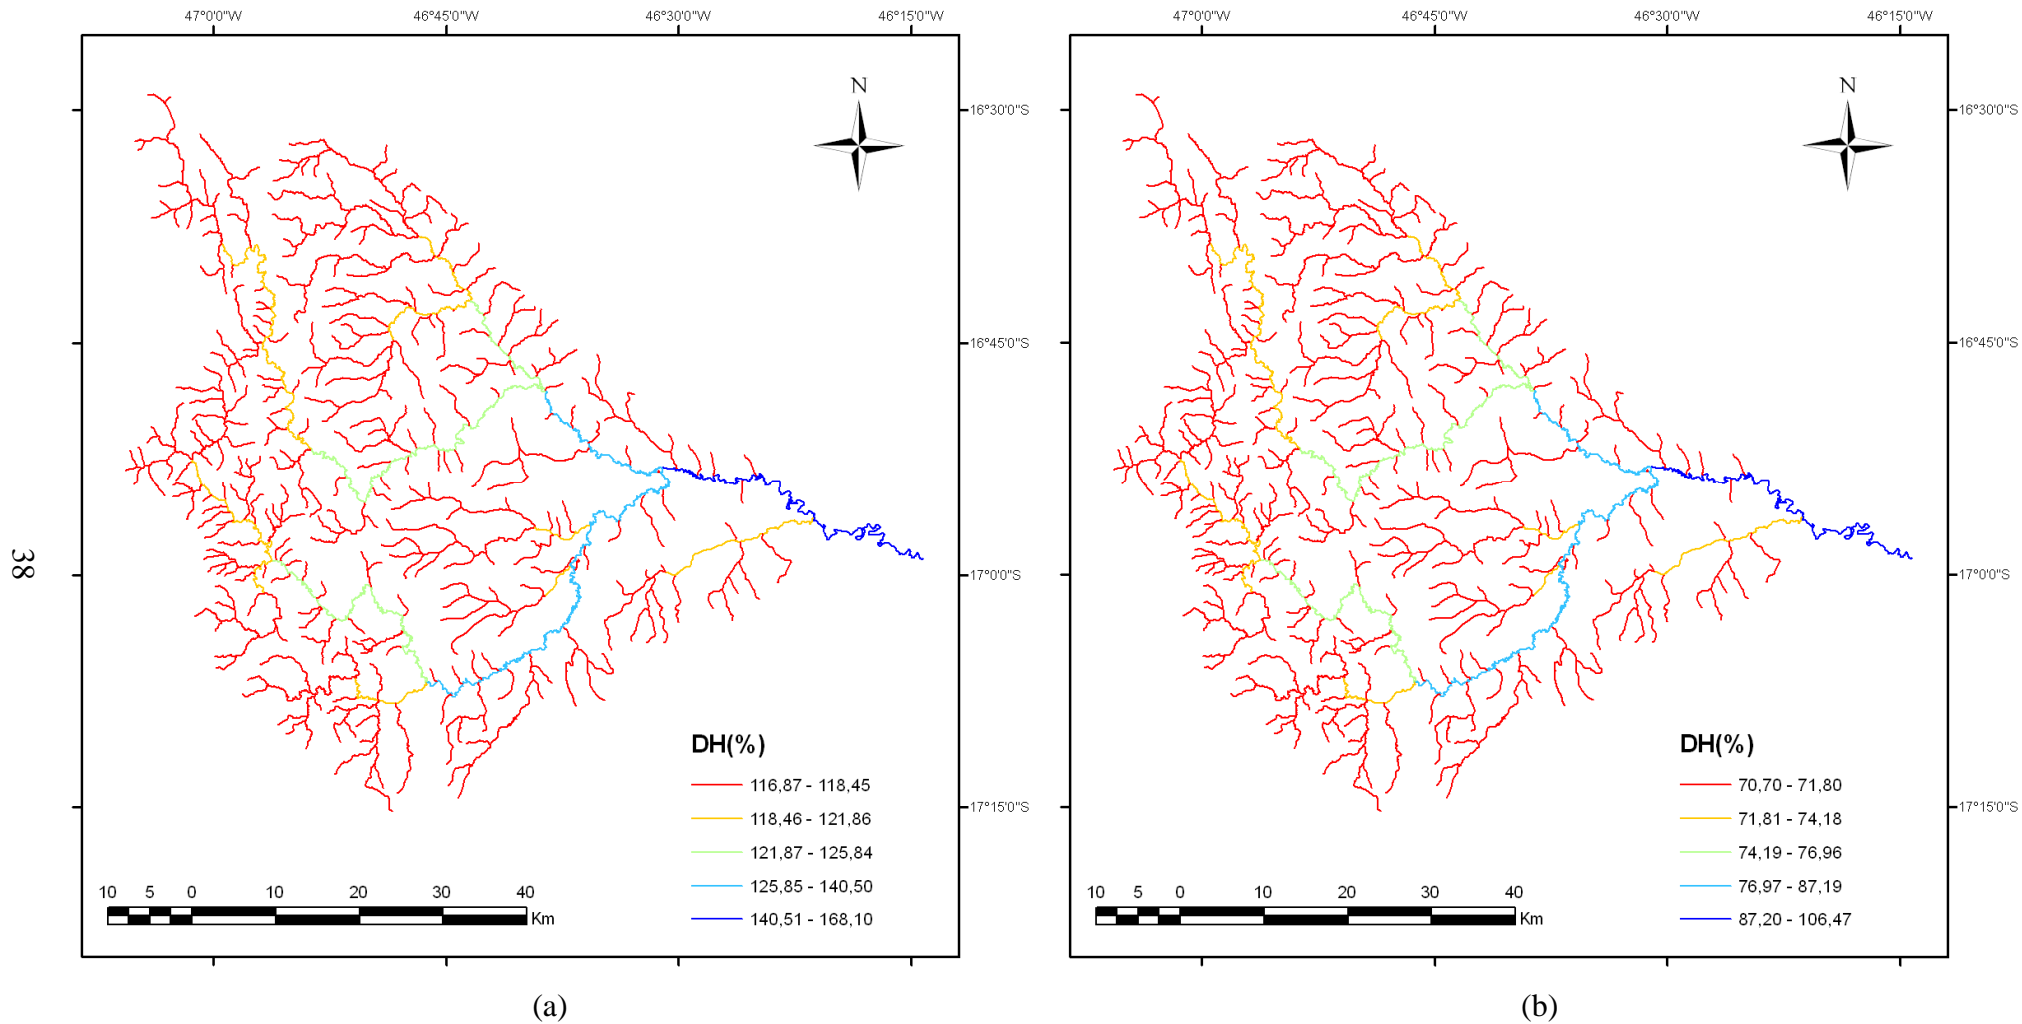 47°0'0"W 46°45'0"W 46°30'0"W 46°15'0"W
N
16°30'0"S
16°45'0"S
17°0'0"S
17°15'0"S
DH(%)
116,87 - 118,45
118,46 - 121,86
121,87 - 125,84
125,85 - 140,50
140,51 - 168,10
10 5 0 10 20 30 40
Km
(a)
47°0'0"W 46°45'0"W 46°30'0"W 46°15'0"W
N
16°30'0"S
16°45'0"S
17°0'0"S
17°15'0"S
DH(%)
70,70 - 71,80
71,81 - 74,18
74,19 - 76,96
76,97 - 87,19
87,20 - 106,47
10 5 0 10 20 30 40
Km
(b)
38